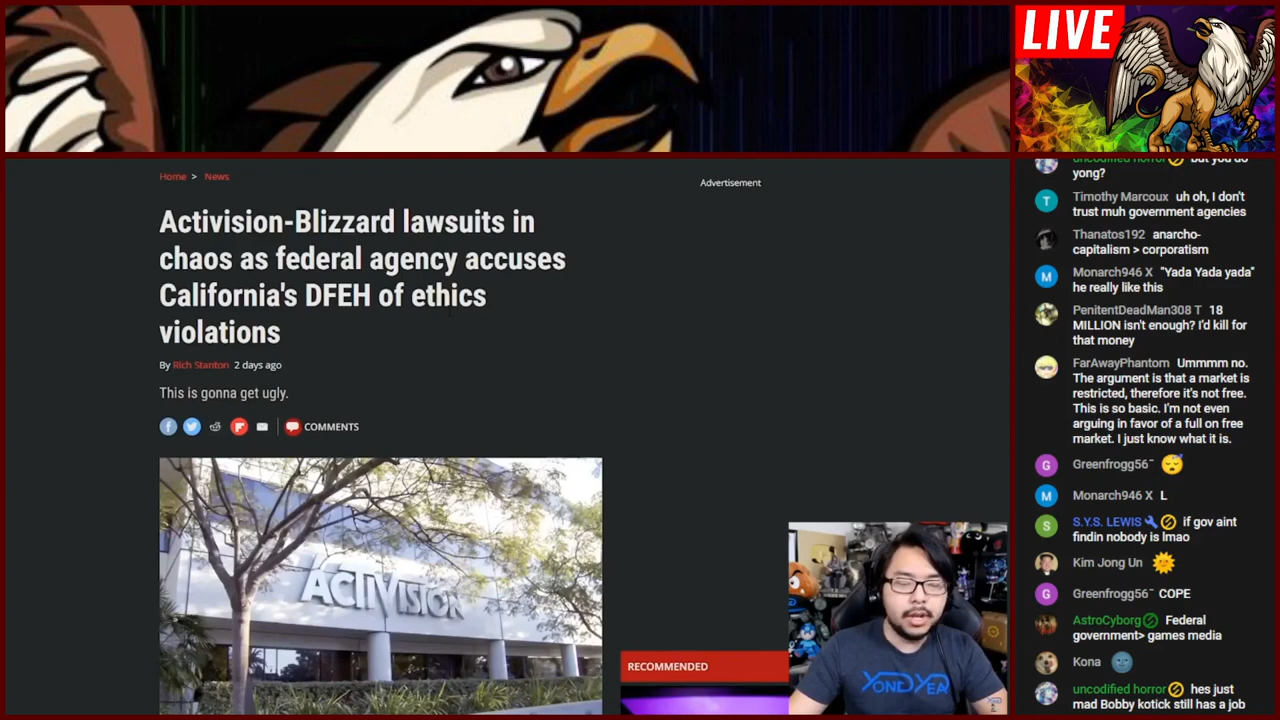 LIVE
Home > News
Advertisement
Activision-Blizzard lawsuits in
chaos as federal agency accuses
California's DFEH of ethics
violations
By Rich Stanton 2 days ago
This is gonna get ugly.
COMMENTS
ACTIVISION
RECOMMENDED
YONGYEA
uncodified horror but you do
yong?
T
Timothy Marcoux uh oh, I don't
trust muh government agencies
Thanatos192 anarcho-
capitalism > corporatism
M
Monarch946 X "Yada Yada yada"
he really like this
PenitentDeadMan308 T 18
MILLION isn't enough? I'd kill for
that money
FarAwayPhantom Ummmm no.
The argument is that a market is
restricted, therefore it's not free.
This is so basic. I'm not even
arguing in favor of a full on free
market. I just know what it is.
G
Greenfrogg56~
M
Monarch946 X L
S
S.Y.S. LEWIS if gov aint
findin nobody is lmao
Kim Jong Un
G
Greenfrogg56~ COPE
AstroCyborg Federal
government> games media
Kona
uncodified horror hes just
mad Bobby kotick still has a job